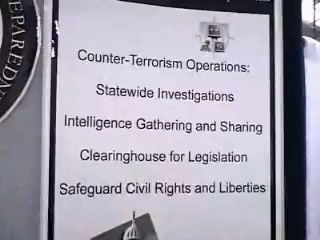 Counter-Terrorism Operations:
Statewide Investigations
Intelligence Gathering and Sharing
Clearinghouse for Legislation
Safeguard Civil Rights and Liberties